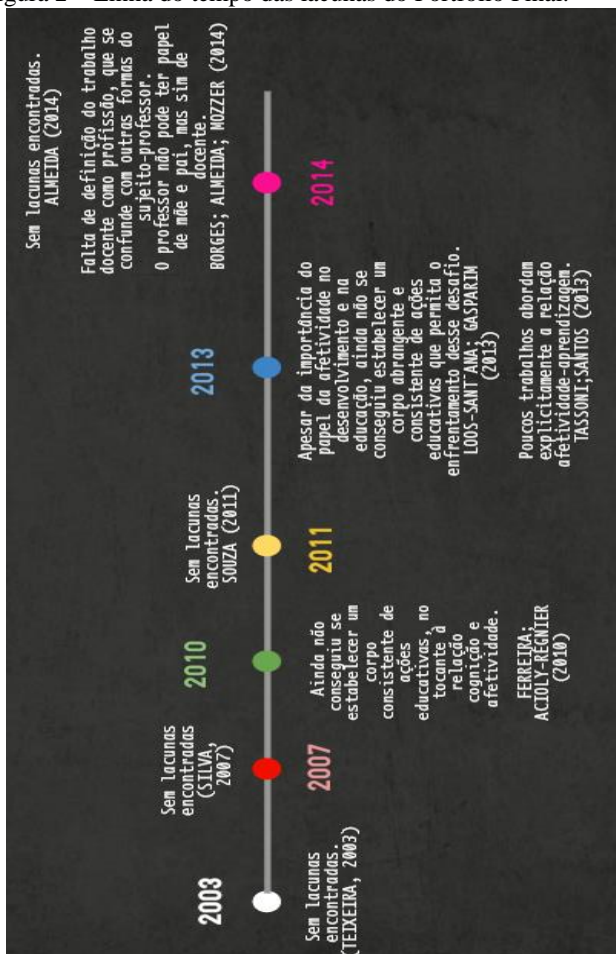 Figura 2 – Linha do tempo das lacunas do Portfólio Final.
2003
Sem lacunas
encontradas.
(TEIXEIRA, 2003)
Sem lacunas
encontradas
(SILVA,
2007)
2007
2010
Ainda não
conseguiu se
estabelecer um
corpo
consistente de
ações
educativas, no
tocante à
relação
cognição e
afetividade.
FERREIRA;
ACIOLY-RÉGNIER
(2010)
Sem lacunas
encontradas.
SOUZA (2011)
2011
2013
Apesar da importância do
papel da afetividade no
desenvolvimento e na
educação, ainda não se
conseguiu estabelecer um
corpo abrangente e
consistente de ações
educativas que permita o
enfrentamento desse desafio.
LOOS-SANT'ANA; GASPARIM
(2013)
Poucos trabalhos abordam
explicitamente a relação
afetividade-aprendizagem.
TASSONI;SANTOS (2013)
Sem lacunas encontradas.
ALMEIDA (2014)
Falta de definição do trabalho
docente como profissão, que se
confunde com outras formas do
sujeito-professor.
O professor não pode ter papel
de mãe e pai, mas sim de
docente.
BORGES; ALMEIDA; MOZZER (2014)
2014